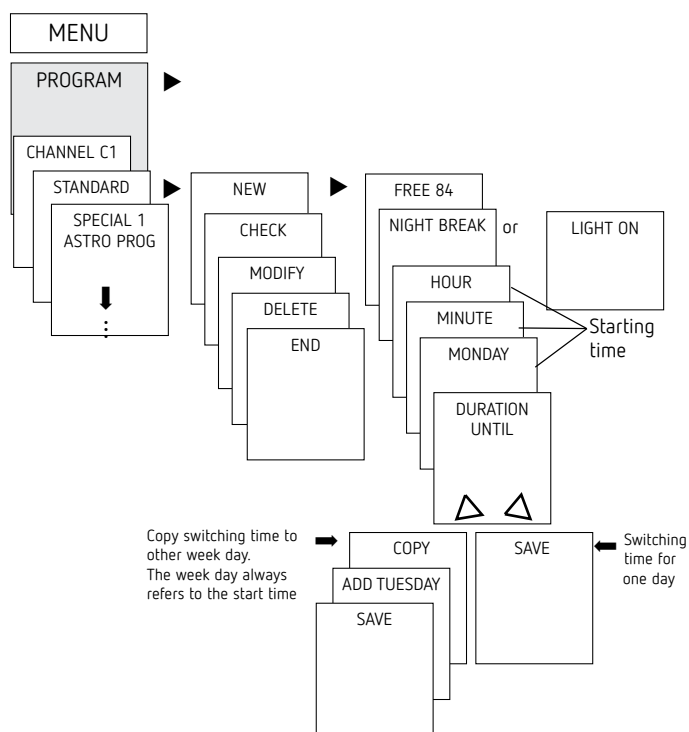 MENU
PROGRAM
CHANNEL C1
STANDARD
SPECIAL 1
ASTRO PROG
NEW
CHECK
MODIFY
DELETE
END
FREE 84
NIGHT BREAK
or
LIGHT ON
HOUR
MINUTE
MONDAY
Starting
time
DURATION
UNTIL
Copy switching time to
other week day.
The week day always
refers to the start time
COPY
ADD TUESDAY
SAVE
SAVE
Switching
time for
one day